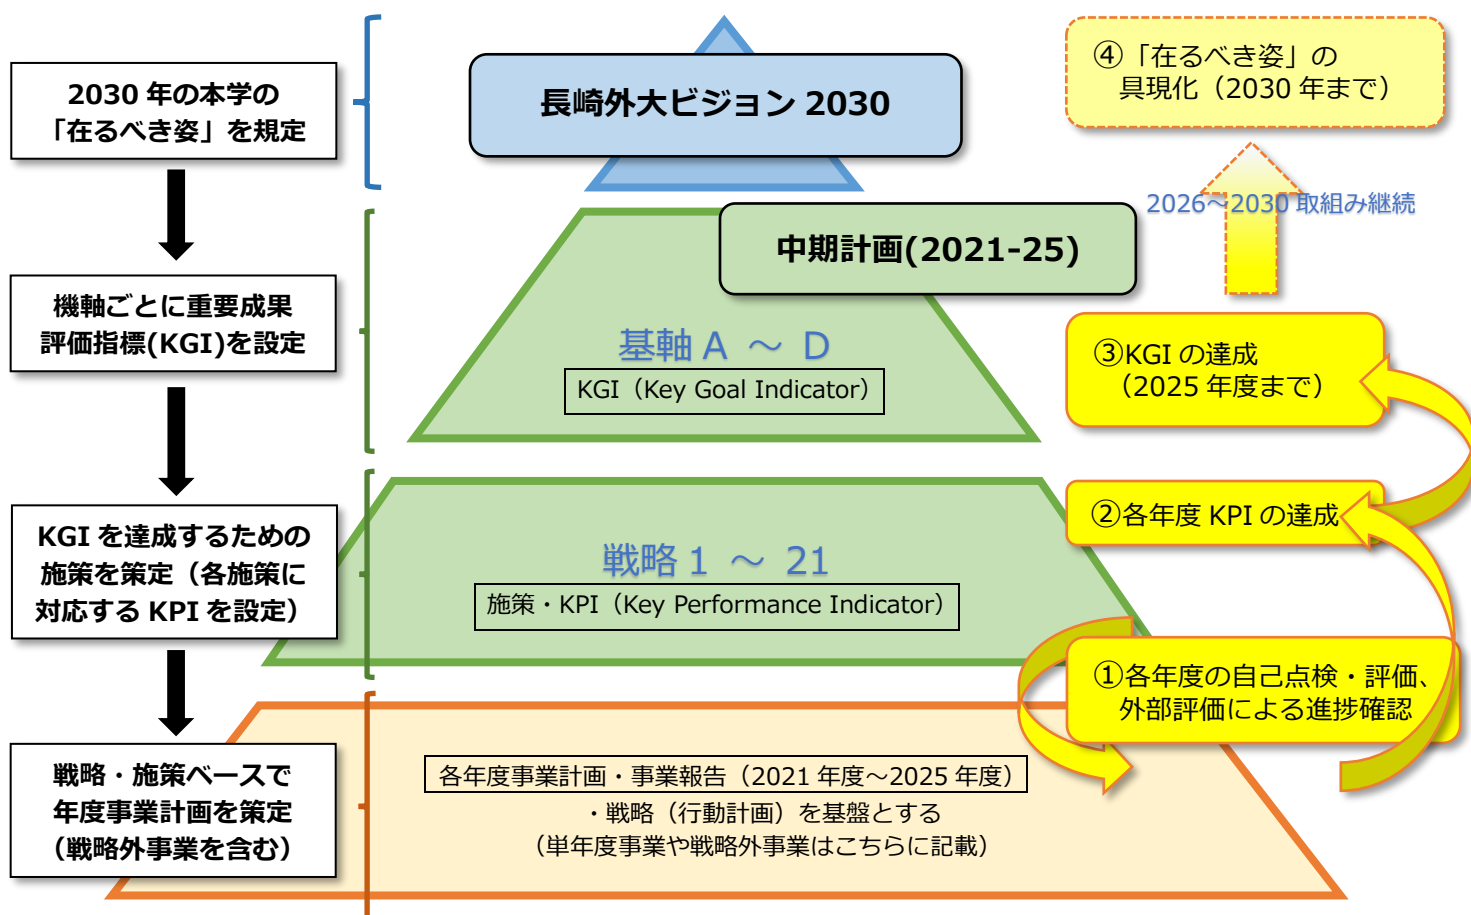 2030 年の本学の
「在るべき姿」を規定
機軸ごとに重要成果
評価指標(KGI)を設定
KGI を達成するための
施策を策定（各施策に
対応する KPI を設定）
戦略・施策ベースで
年度事業計画を策定
（戦略外事業を含む）
長崎外大ビジョン 2030
中期計画(2021-25)
基軸 A ～ D
KGI（Key Goal Indicator）
戦略 1 ～ 21
施策・KPI（Key Performance Indicator）
各年度事業計画・事業報告（2021 年度～2025 年度）
・戦略（行動計画）を基盤とする
（単年度事業や戦略外事業はこちらに記載）
④「在るべき姿」の
具現化（2030 年まで）
2026～2030 取組み継続
③KGI の達成
（2025 年度まで）
②各年度 KPI の達成
①各年度の自己点検・評価、
外部評価による進捗確認